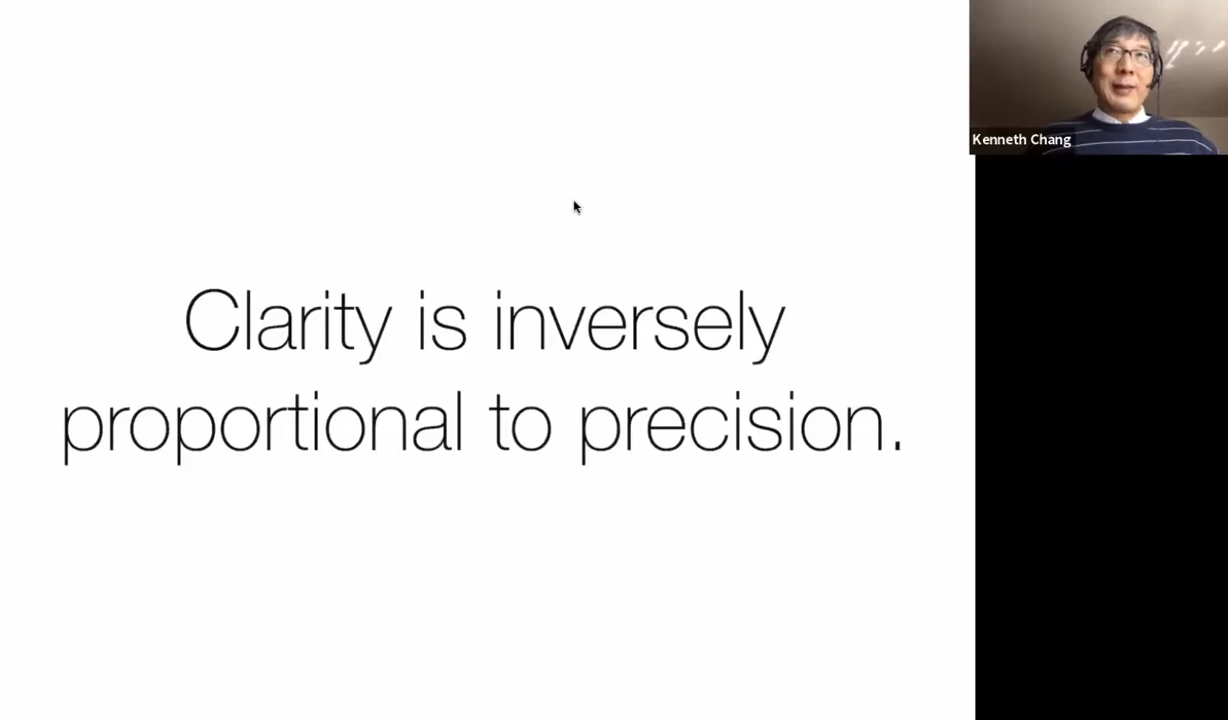 Clarity is inversely
proportional to precision.
Kenneth Chang